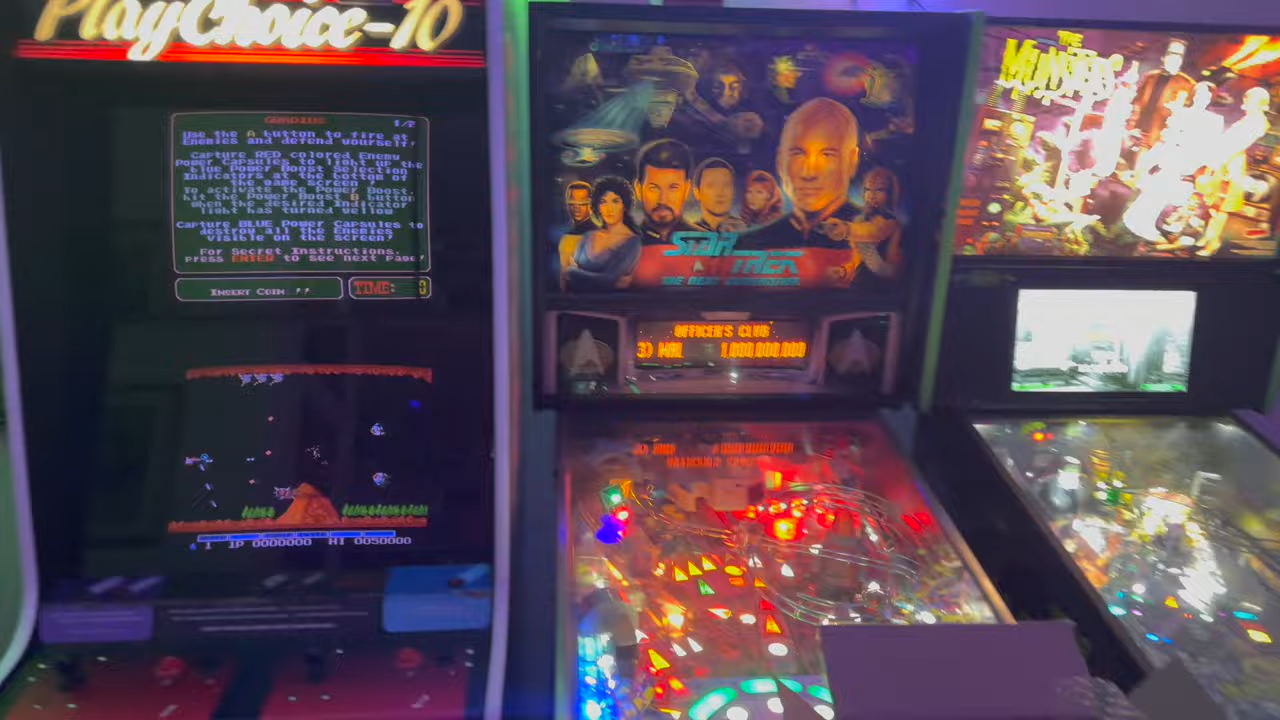 PlayChoice-10
GRADIUS 1/2
Use the A button to fire at
Enemies and defend yourself,
Capture RED colored Enemy
Power Capsules to light up the
blue Power Boost Selection
Indicators at the bottom of
the game screen
To activate the Power Boost,
hit the Power Boost B button
when the desired Indicator
light has turned yellow
Capture BLUE Power Capsules to
destroy all the Enemies
visible on the screen!
For Secret Instructions,
press ENTER to see next page!
INSERT COIN
TIME: 0
1 1P 0000000 HI 0050000
STAR TREK
THE NEXT GENERATION
OFFICER'S CLUB
1,000,000,000
THE
MUNSTERS